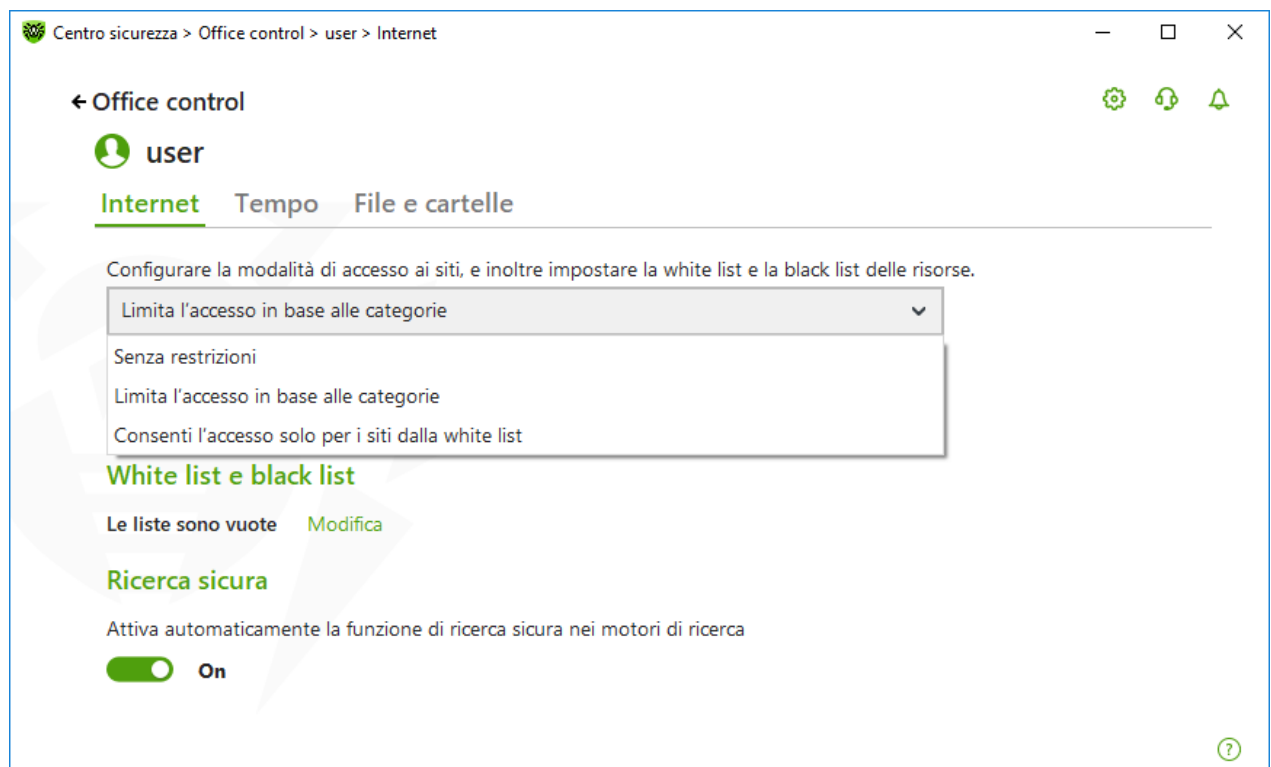 Centro sicurezza > Office control > user > Internet
Office control
user
Internet Tempo File e cartelle
Configurare la modalità di accesso ai siti, e inoltre impostare la white list e la black list delle risorse.
Limita l'accesso in base alle categorie
Senza restrizioni
Limita l'accesso in base alle categorie
Consenti l'accesso solo per i siti dalla white list
White list e black list
Le liste sono vuote Modifica
Ricerca sicura
Attiva automaticamente la funzione di ricerca sicura nei motori di ricerca
On
?